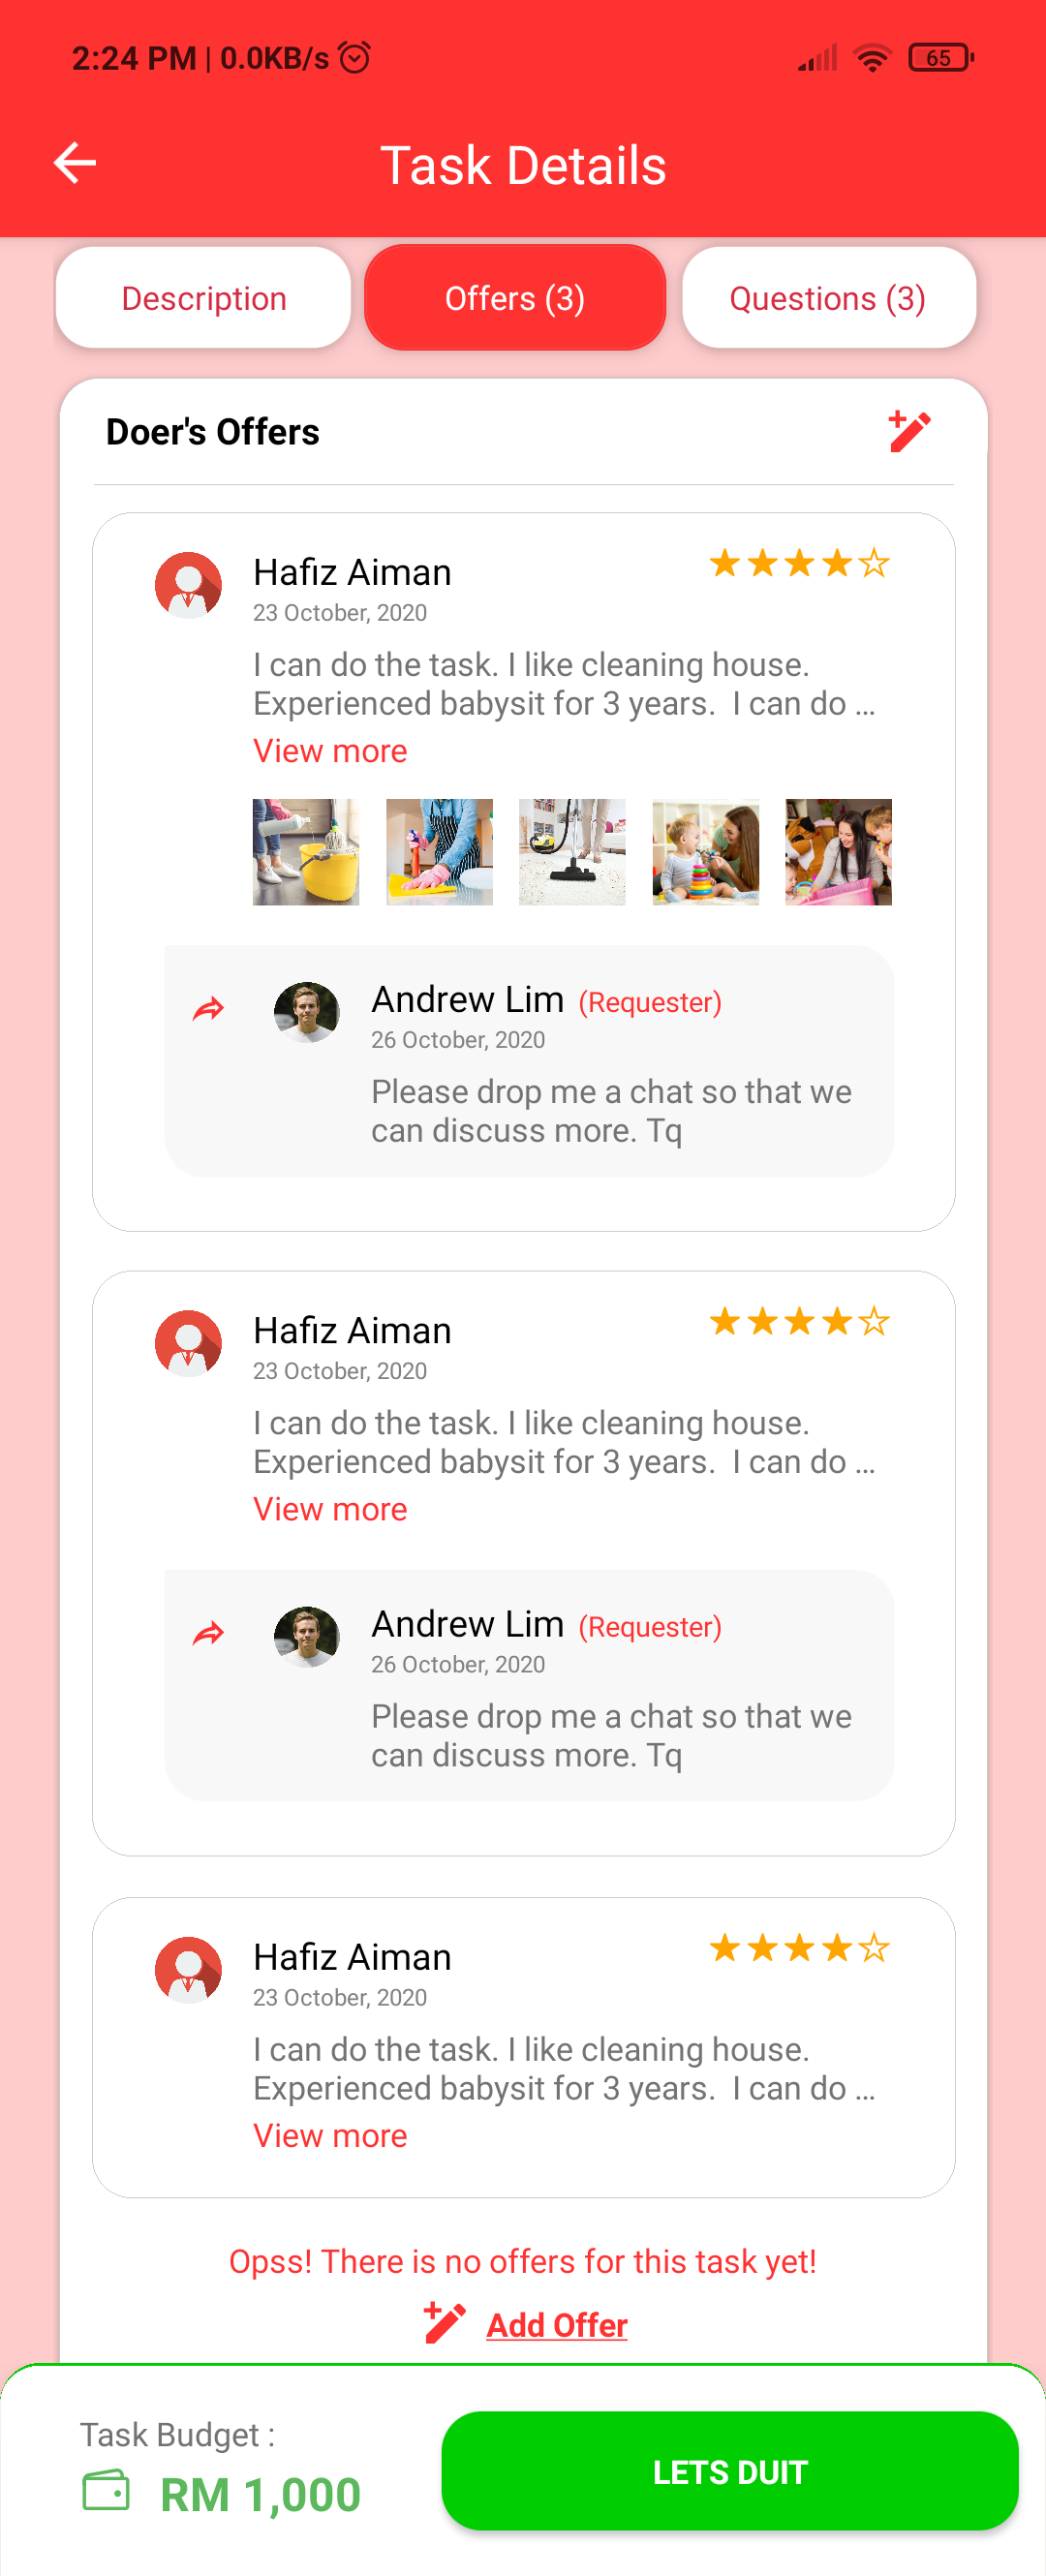 2:24 PM | 0.0KB/s
65
Task Details
Description
Offers (3)
Questions (3)
Doer's Offers
Hafiz Aiman
23 October, 2020
I can do the task. I like cleaning house.
Experienced babysit for 3 years.  I can do ...
View more
Andrew Lim (Requester)
26 October, 2020
Please drop me a chat so that we
can discuss more. Tq
Hafiz Aiman
23 October, 2020
I can do the task. I like cleaning house.
Experienced babysit for 3 years.  I can do ...
View more
Andrew Lim (Requester)
26 October, 2020
Please drop me a chat so that we
can discuss more. Tq
Hafiz Aiman
23 October, 2020
I can do the task. I like cleaning house.
Experienced babysit for 3 years.  I can do ...
View more
Opss! There is no offers for this task yet!
Add Offer
Task Budget :
RM 1,000
LETS DUIT